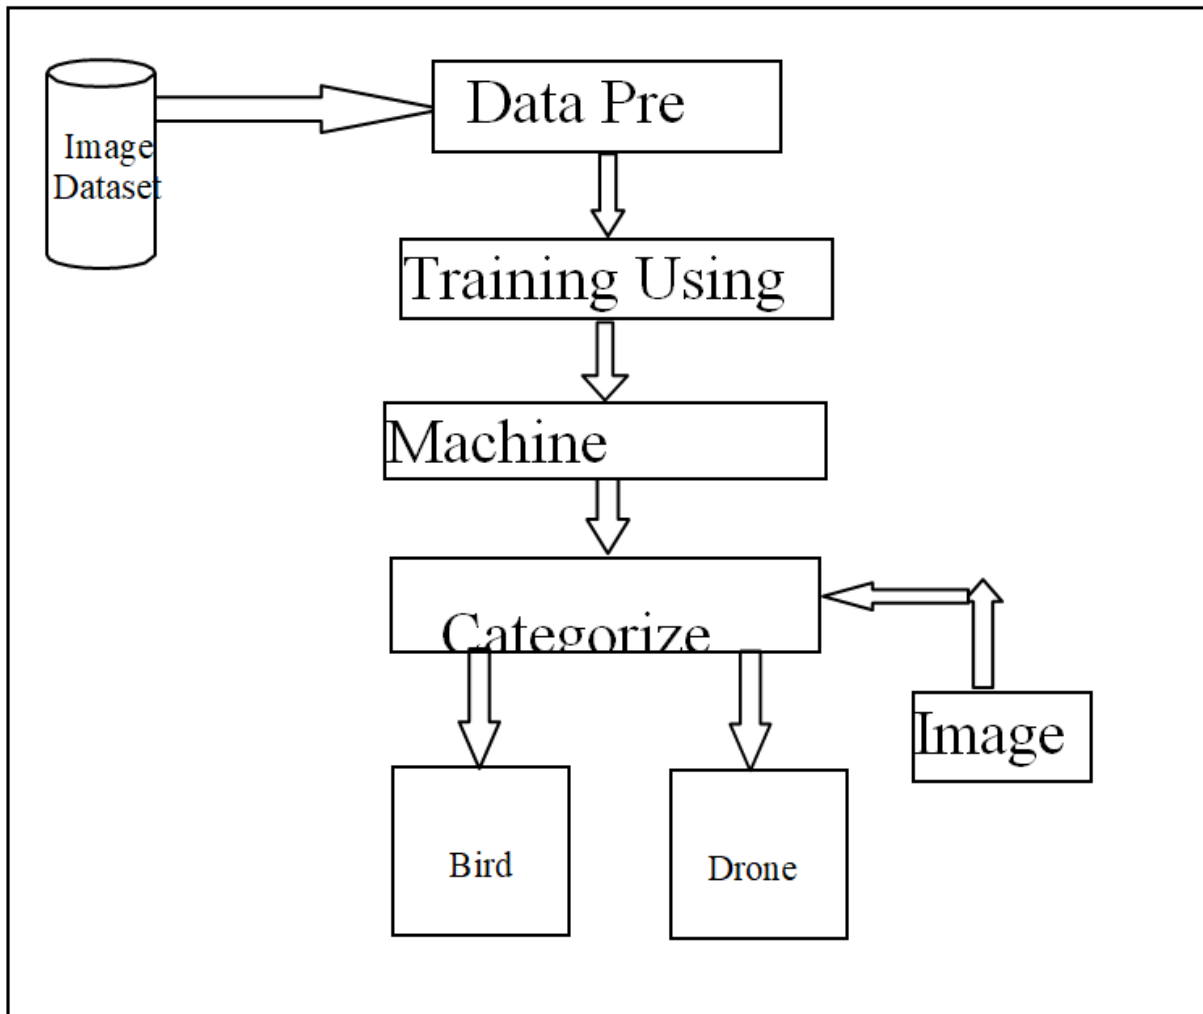 Image
Dataset
Data Pre
Training Using
Machine
Categorize
Image
Bird
Drone